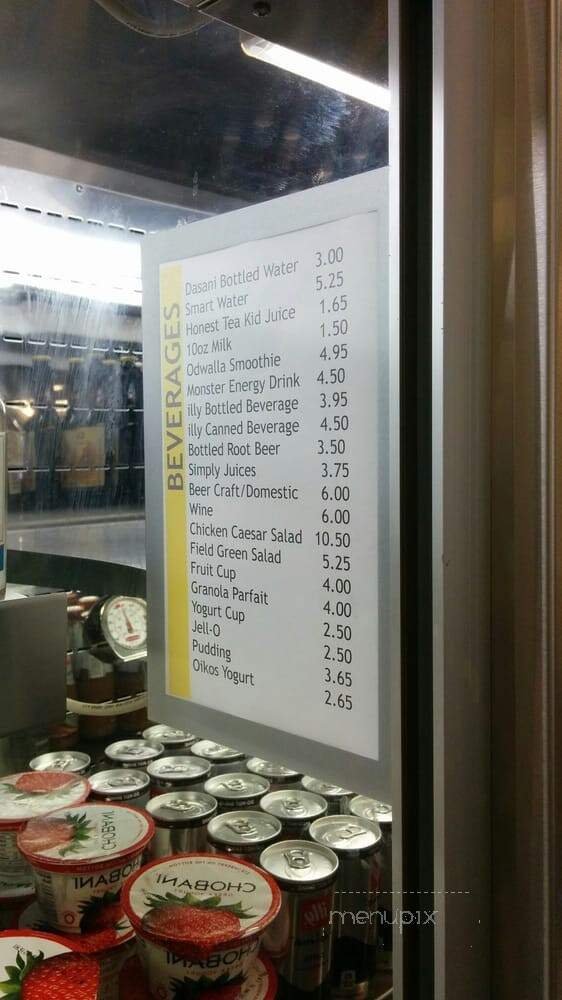 BEVERAGES
Dasani Bottled Water 3.00
Smart Water 5.25
Honest Tea Kid Juice 1.65
10oz Milk 1.50
Odwalla Smoothie 4.95
Monster Energy Drink 4.50
illy Bottled Beverage 3.95
illy Canned Beverage 4.50
Bottled Root Beer 3.50
Simply Juices 3.75
Beer Craft/Domestic 6.00
Wine 6.00
Chicken Caesar Salad 10.50
Field Green Salad 5.25
Fruit Cup 4.00
Granola Parfait 4.00
Yogurt Cup 2.50
Jell-O 2.50
Pudding 3.65
Oikos Yogurt 2.65
CHOBANI
CHOBANI
illy
menupix